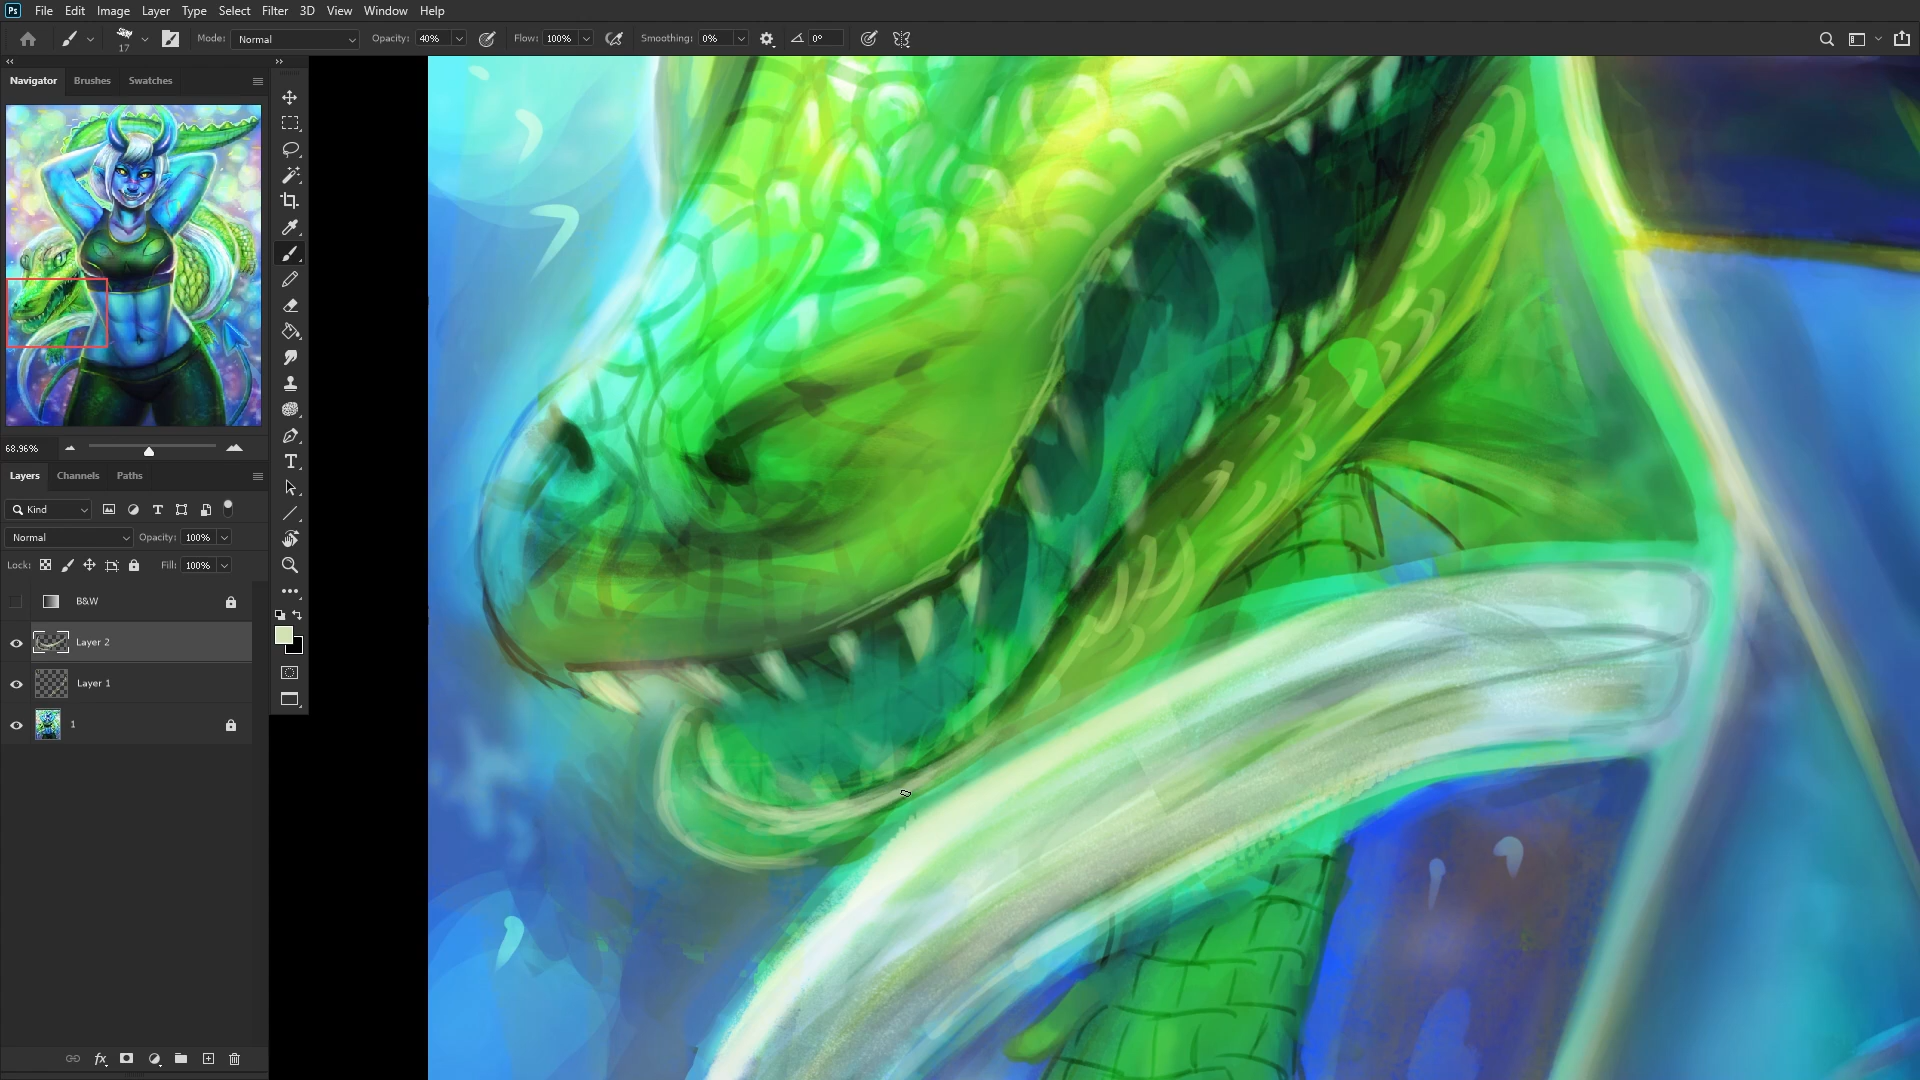 Ps File Edit Image Layer Type Select Filter 3D View Window Help
17 Mode: Normal Opacity: 40% Flow: 100% Smoothing: 0% 0°
Navigator Brushes Swatches
68.96%
Layers Channels Paths
Kind
Normal Opacity: 100%
Lock: Fill: 100%
B&W
Layer 2
Layer 1
1
fx